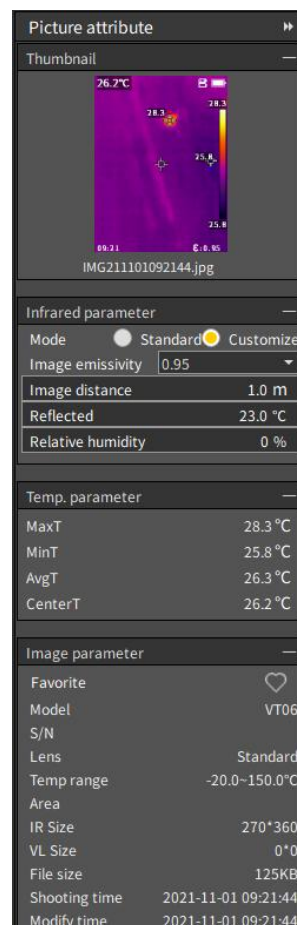 Picture attribute
Thumbnail
26.2℃
28.3
28.3
25.8
25.8
09:21 ε:0.95
IMG211101092144.jpg
Infrared parameter
Mode Standard Customize
Image emissivity 0.95
Image distance 1.0 m
Reflected 23.0 ℃
Relative humidity 0 %
Temp. parameter
MaxT 28.3 ℃
MinT 25.8 ℃
AvgT 26.3 ℃
CenterT 26.2 ℃
Image parameter
Favorite
Model VT06
S/N
Lens Standard
Temp range -20.0~150.0℃
Area
IR Size 270*360
VL Size 0*0
File size 125KB
Shooting time 2021-11-01 09:21:44
Modify time 2021-11-01 09:21:44